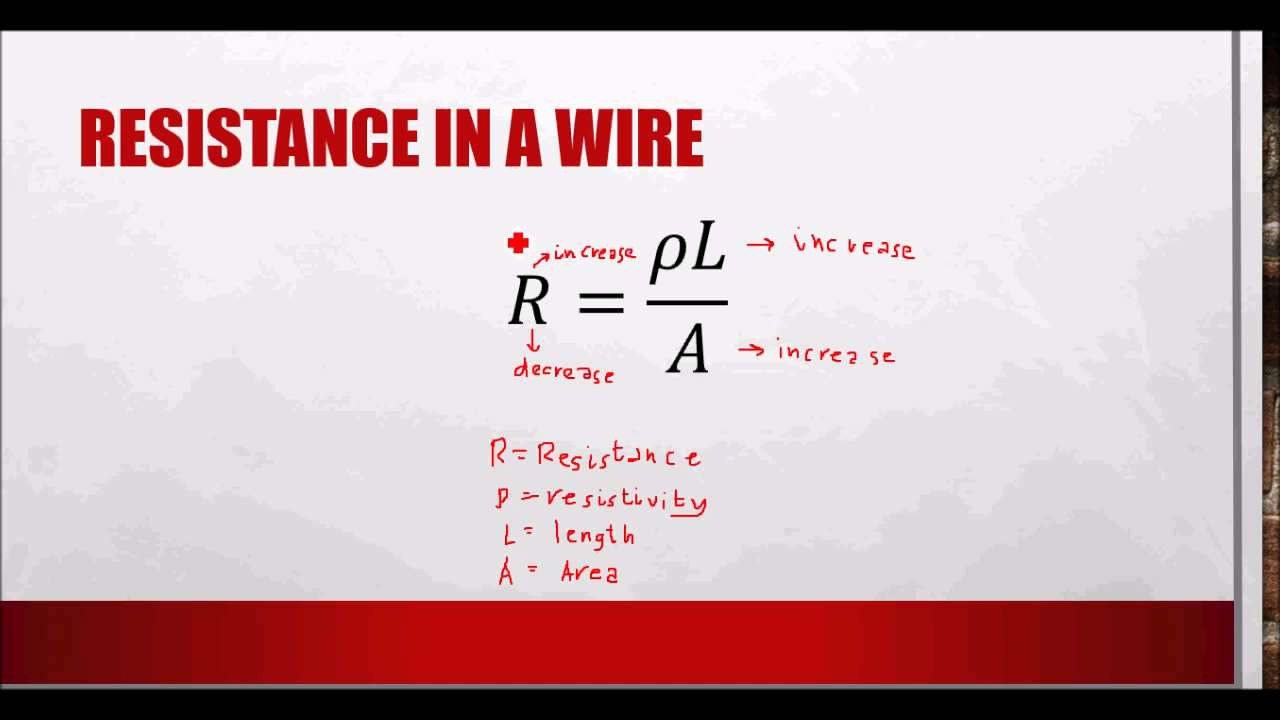 RESISTANCE IN A WIRE
R = ρL / A
→ increase
↗ increase
→ increase
↓
decrease
R = Resistance
ρ = resistivity
L = length
A = Area